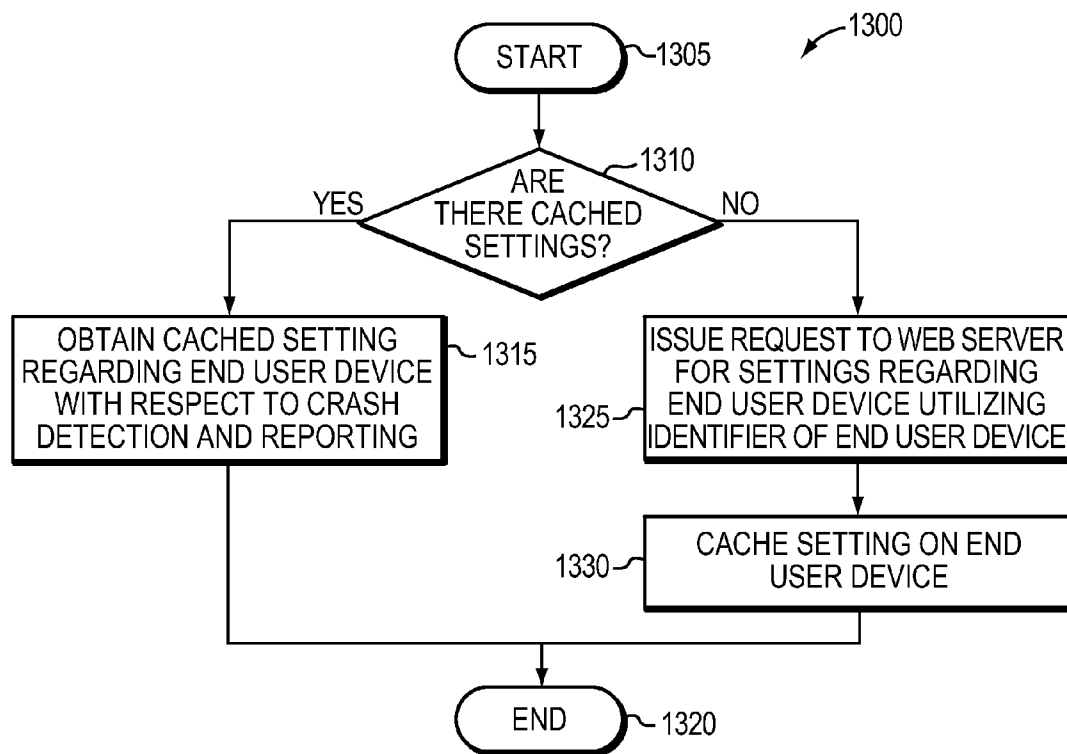 1300
START
1305
1310
ARE
THERE CACHED
SETTINGS?
YES
NO
OBTAIN CACHED SETTING
REGARDING END USER DEVICE
WITH RESPECT TO CRASH
DETECTION AND REPORTING
1315
ISSUE REQUEST TO WEB SERVER
FOR SETTINGS REGARDING
END USER DEVICE UTILIZING
IDENTIFIER OF END USER DEVICE
1325
CACHE SETTING ON END
USER DEVICE
1330
END
1320